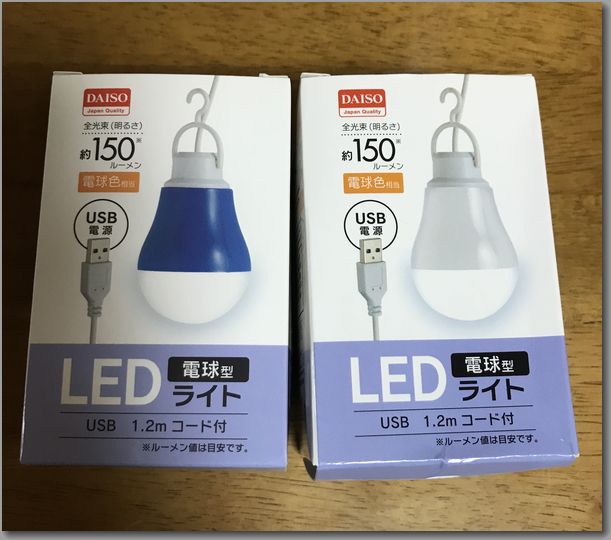 DAISO
Japan Quality
全光束(明るさ)
約150※
ルーメン
電球色相当
USB
電源
LED 電球型
ライト
USB 1.2m コード付
※ルーメン値は目安です。
DAISO
Japan Quality
全光束(明るさ)
約150※
ルーメン
電球色相当
USB
電源
LED 電球型
ライト
USB 1.2m コード付
※ルーメン値は目安です。